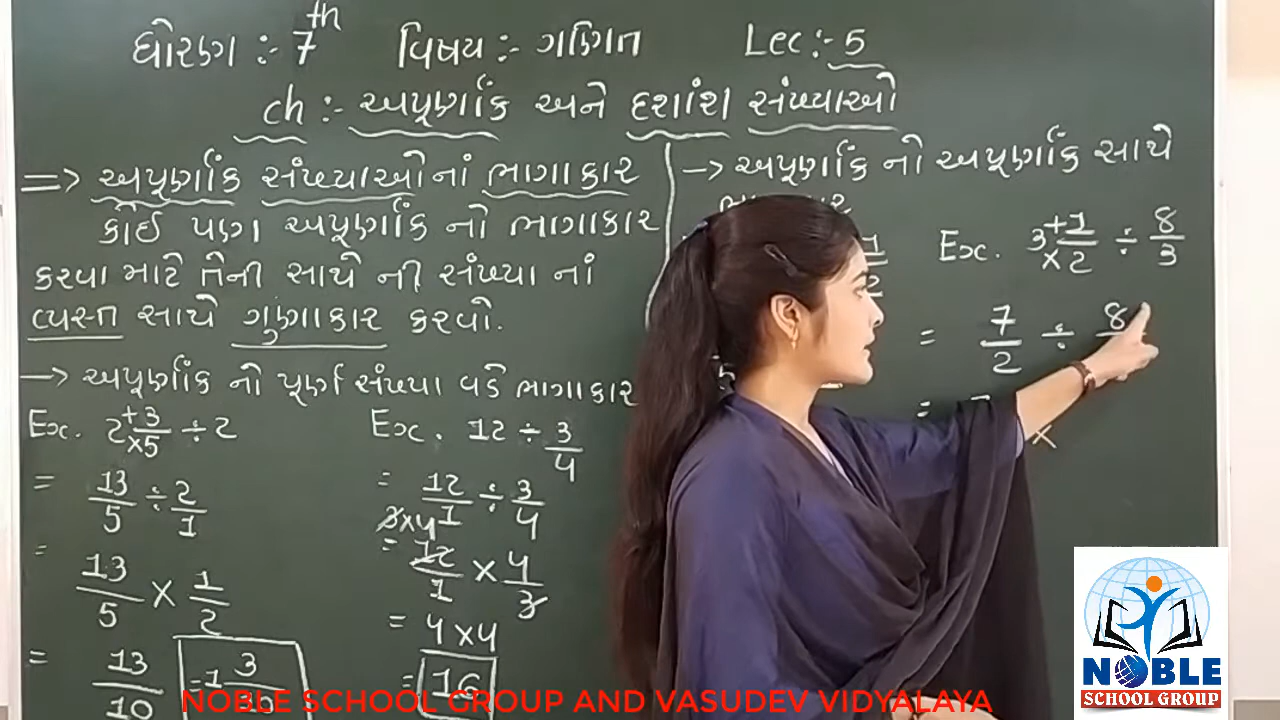 ધોરણ :- 7th વિષય :- ગણિત Lec :- 5
ch :- અપૂર્ણાંક અને દશાંશ સંખ્યાઓ
=> અપૂર્ણાંક સંખ્યાઓનાં ભાગાકાર
કોઈ પણ અપૂર્ણાંક નો ભાગાકાર
કરવા માટે તેની સાથે ની સંખ્યા નાં
વ્યસ્ત સાથે ગુણાકાર કરવો.
-> અપૂર્ણાંક નો પૂર્ણ સંખ્યા વડે ભાગાકાર
Ex. 2 +3/×5 ÷ 2
= 13/5 ÷ 2/1
= 13/5 × 1/2
= 13/10 = 1 3/10
Ex. 12 ÷ 3/4
= 12/1 ÷ 3/4
3×4
= 12/1 × 4/3
= 4×4
= 16
-> અપૂર્ણાંક નો અપૂર્ણાંક સાથે
ભાગાકાર
Ex. 3 +1/×2 ÷ 8/3
= 7/2 ÷ 8
=
×
NOBLE SCHOOL GROUP AND VASUDEV VIDYALAYA
NOBLE
SCHOOL GROUP